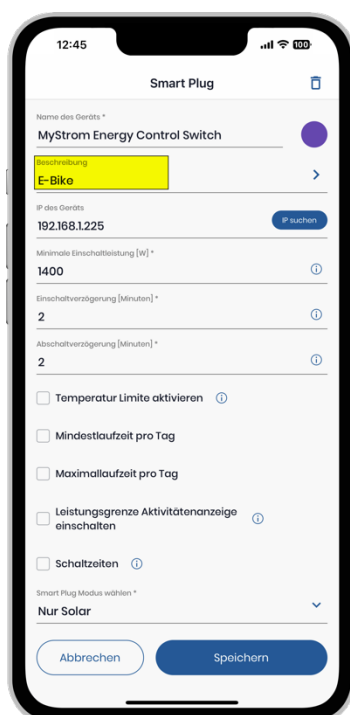 12:45
100
Smart Plug
Name des Geräts *
MyStrom Energy Control Switch
Beschreibung
E-Bike
IP des Geräts
192.168.1.225
IP suchen
Minimale Einschaltleistung [W] *
1400
Einschaltverzögerung [Minuten] *
2
Abschaltverzögerung [Minuten] *
2
Temperatur Limite aktivieren
Mindestlaufzeit pro Tag
Maximallaufzeit pro Tag
Leistungsgrenze Aktivitätenanzeige
einschalten
Schaltzeiten
Smart Plug Modus wählen *
Nur Solar
Abbrechen
Speichern